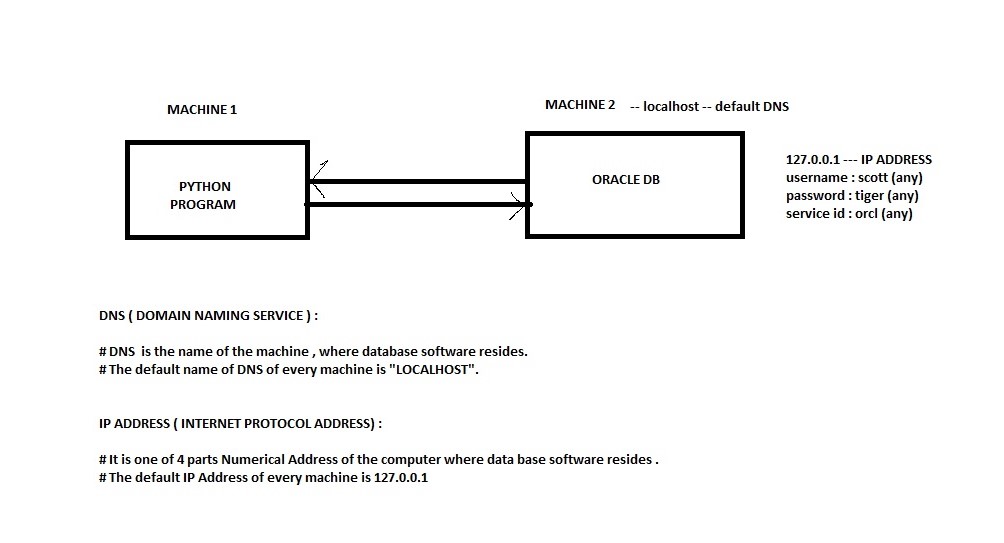 MACHINE 1
MACHINE 2 -- localhost -- default DNS
PYTHON
PROGRAM
ORACLE DB
127.0.0.1 --- IP ADDRESS
username : scott (any)
password : tiger (any)
service id : orcl (any)
DNS ( DOMAIN NAMING SERVICE ) :
# DNS is the name of the machine , where database software resides.
# The default name of DNS of every machine is "LOCALHOST".
IP ADDRESS ( INTERNET PROTOCOL ADDRESS) :
# It is one of 4 parts Numerical Address of the computer where data base software resides .
# The default IP Address of every machine is 127.0.0.1